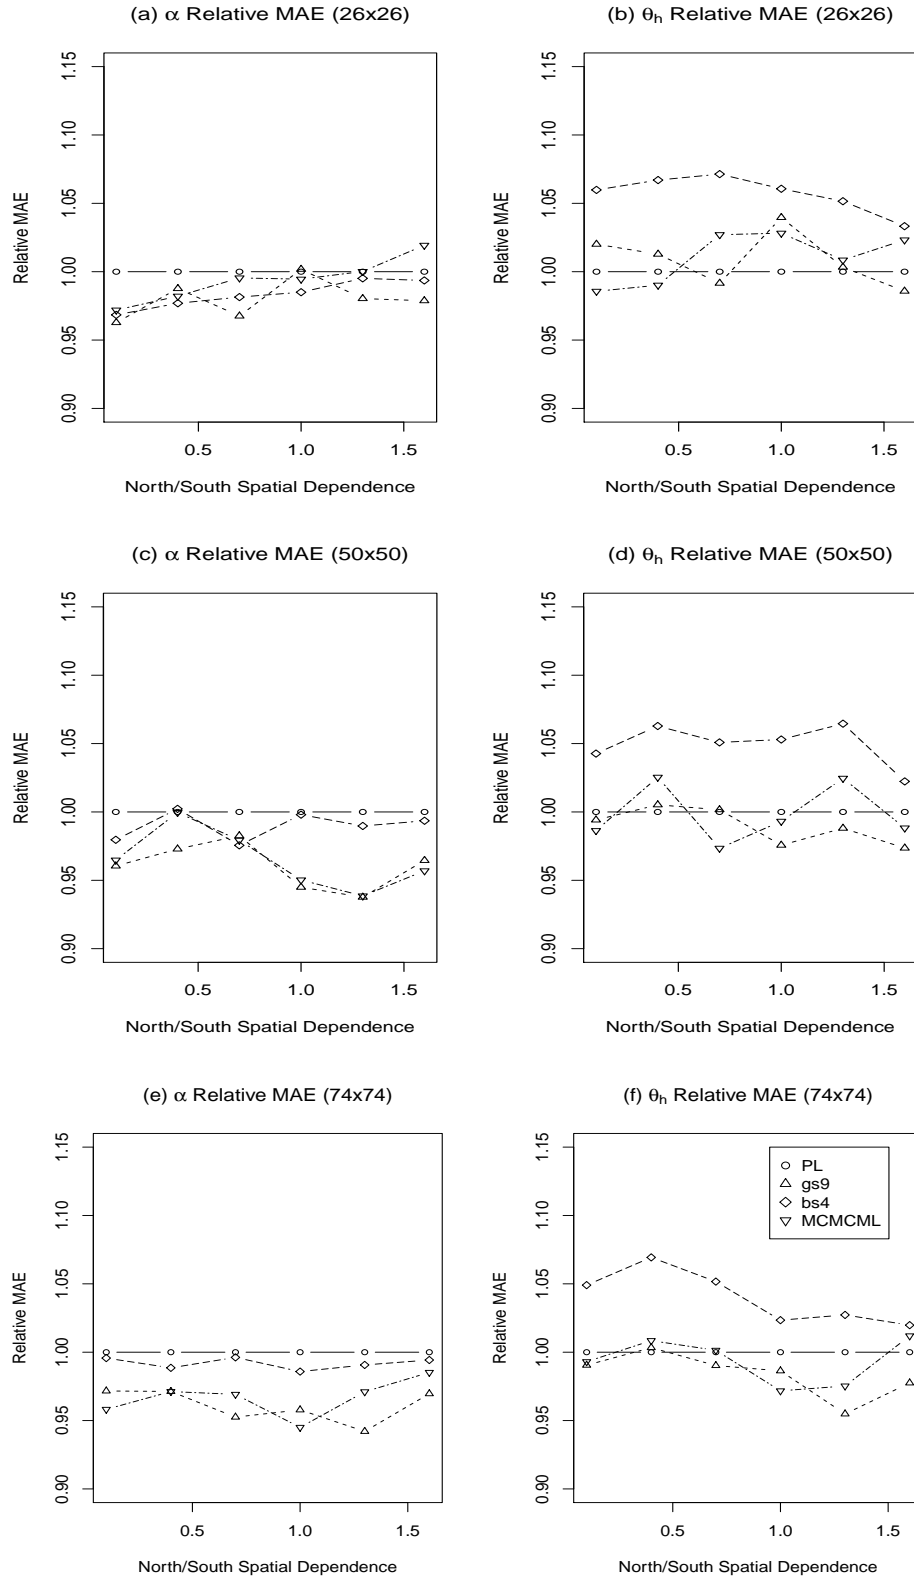 (a) α Relative MAE (26x26)
Relative MAE
1.15
1.10
1.05
1.00
0.95
0.90
0.5 1.0 1.5
North/South Spatial Dependence
(b) θh Relative MAE (26x26)
Relative MAE
1.15
1.10
1.05
1.00
0.95
0.90
0.5 1.0 1.5
North/South Spatial Dependence
(c) α Relative MAE (50x50)
Relative MAE
1.15
1.10
1.05
1.00
0.95
0.90
0.5 1.0 1.5
North/South Spatial Dependence
(d) θh Relative MAE (50x50)
Relative MAE
1.15
1.10
1.05
1.00
0.95
0.90
0.5 1.0 1.5
North/South Spatial Dependence
(e) α Relative MAE (74x74)
Relative MAE
1.15
1.10
1.05
1.00
0.95
0.90
0.5 1.0 1.5
North/South Spatial Dependence
(f) θh Relative MAE (74x74)
Relative MAE
1.15
1.10
1.05
1.00
0.95
0.90
PL
gs9
bs4
MCMCML
0.5 1.0 1.5
North/South Spatial Dependence